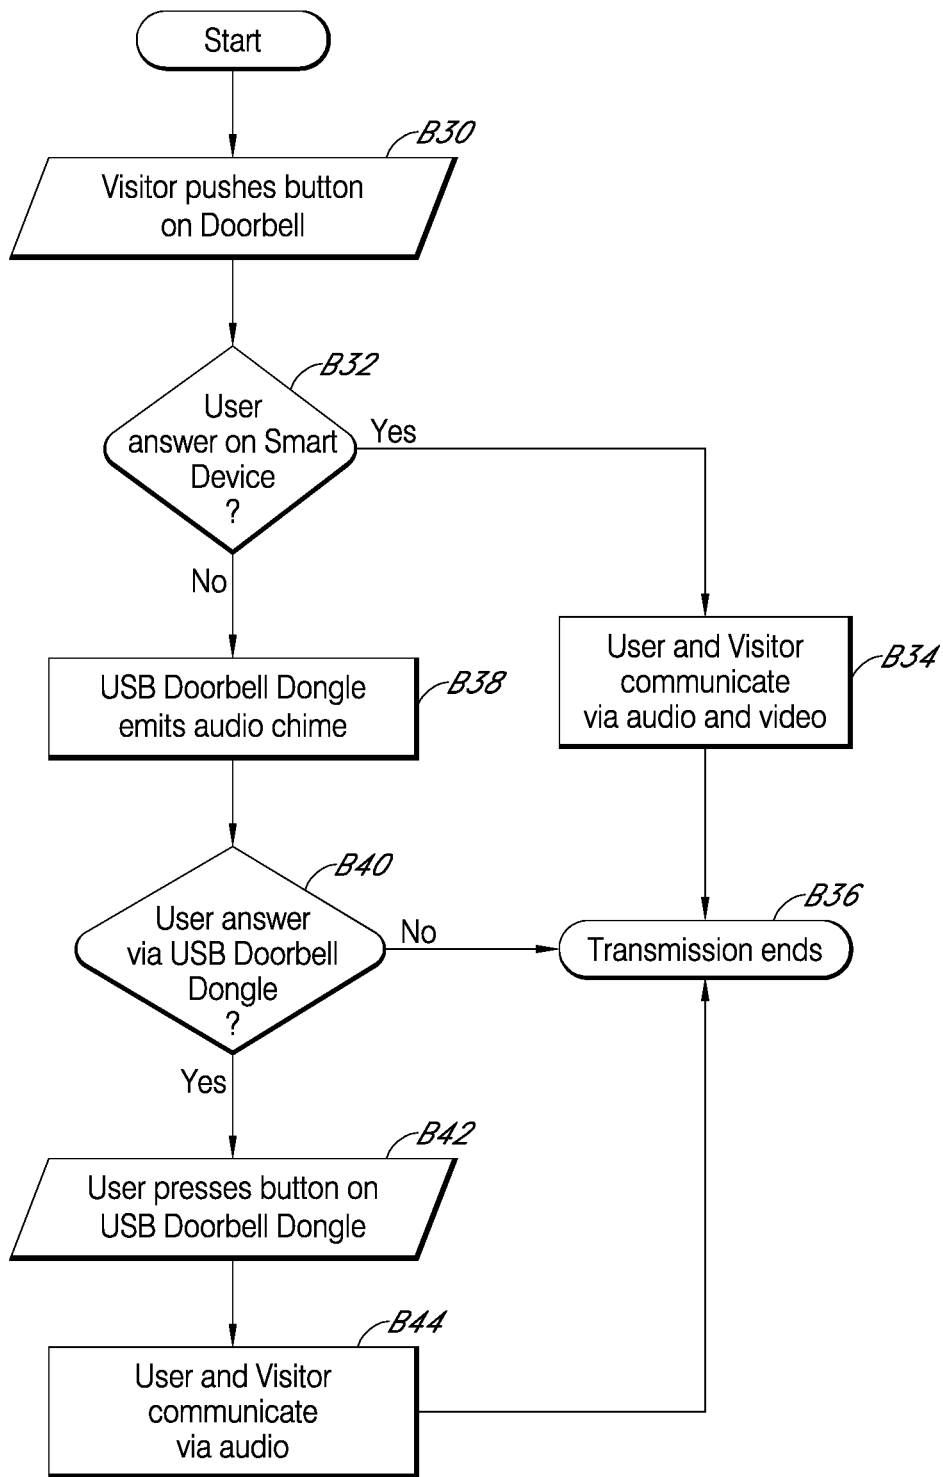 Start
B30
Visitor pushes button
on Doorbell
B32
User
answer on Smart
Device
?
Yes
No
User and Visitor
communicate
via audio and video
B34
USB Doorbell Dongle
emits audio chime
B38
B40
User answer
via USB Doorbell
Dongle
?
No
B36
Transmission ends
Yes
B42
User presses button on
USB Doorbell Dongle
B44
User and Visitor
communicate
via audio